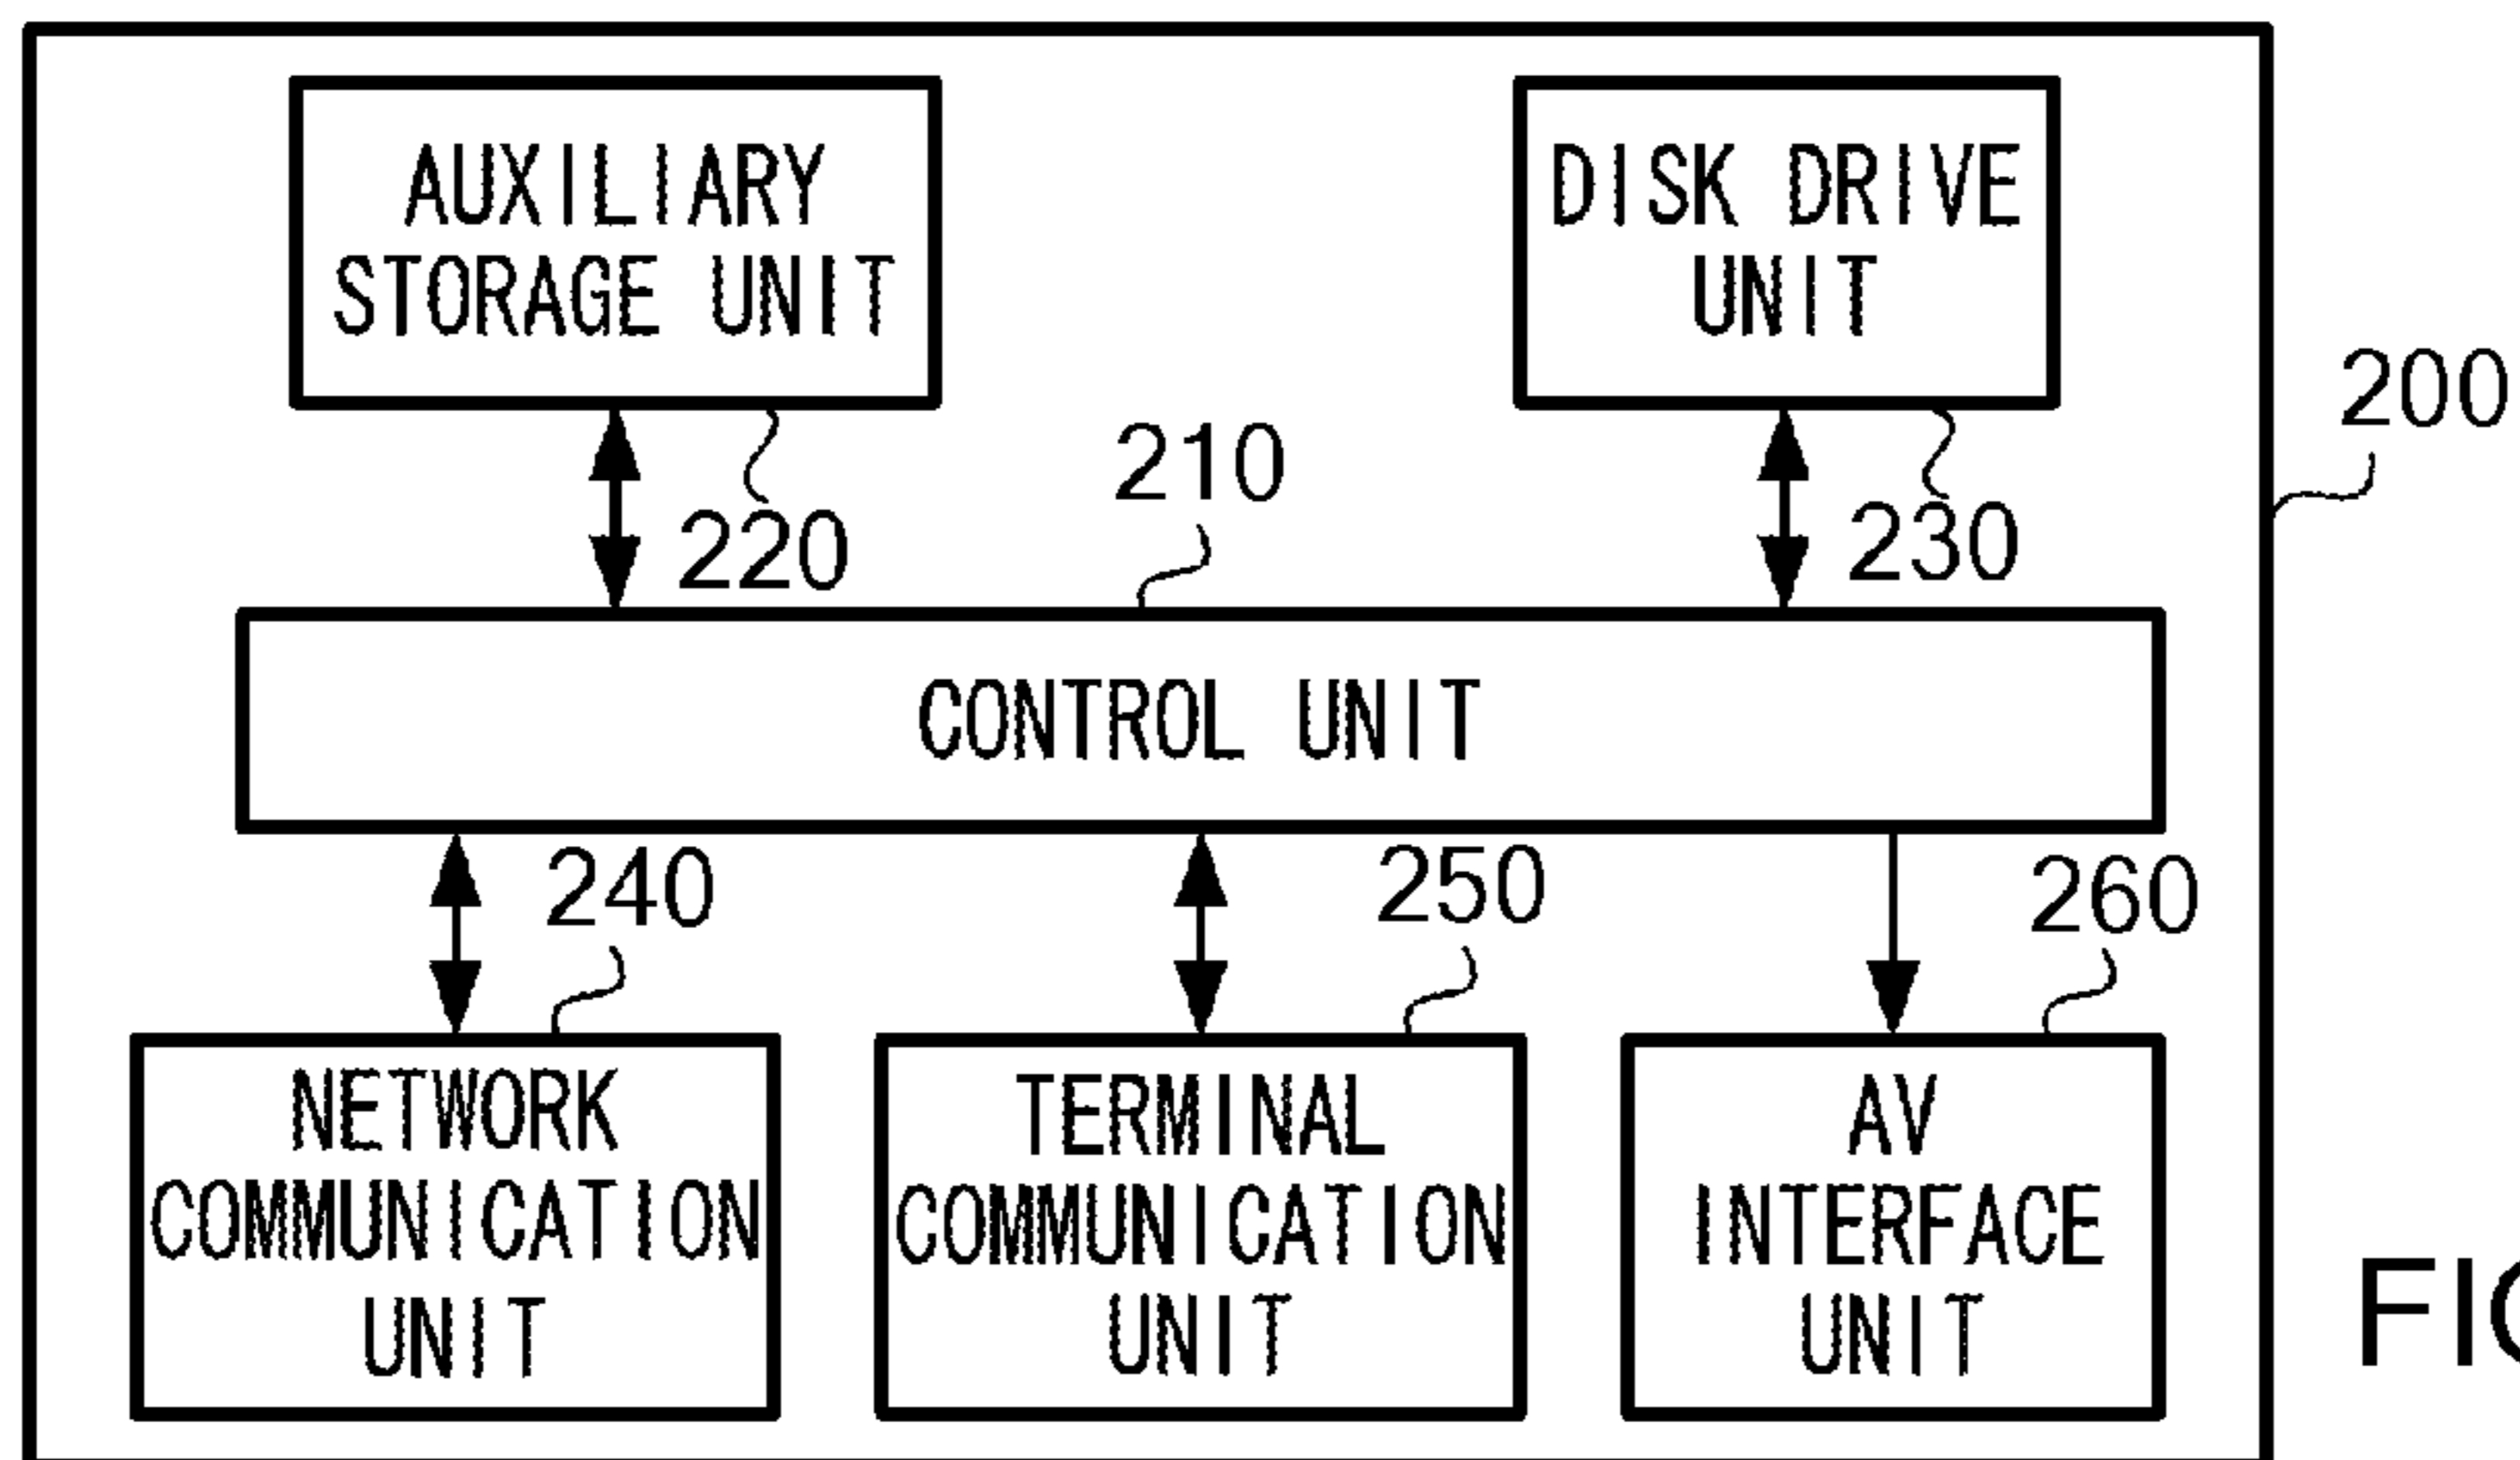 AUXILIARY
STORAGE UNIT
DISK DRIVE
UNIT
200
210
220
230
CONTROL UNIT
240
250
260
NETWORK
COMMUNICATION
UNIT
TERMINAL
COMMUNICATION
UNIT
AV
INTERFACE
UNIT